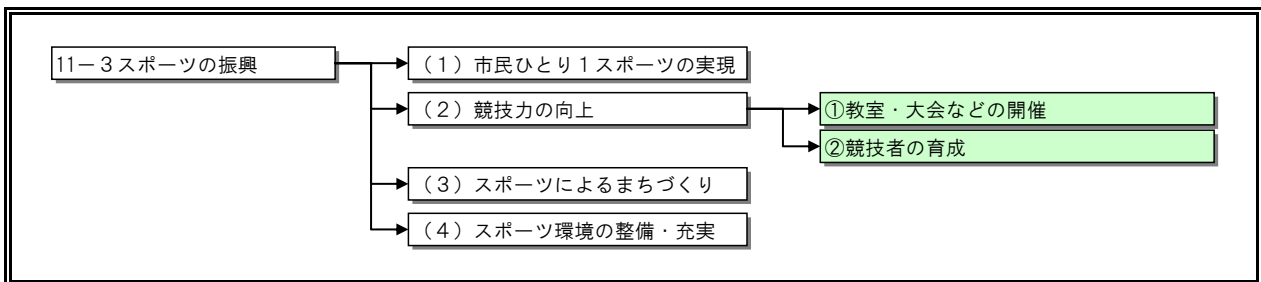 11－3スポーツの振興
（1）市民ひとり1スポーツの実現
（2）競技力の向上
①教室・大会などの開催
②競技者の育成
（3）スポーツによるまちづくり
（4）スポーツ環境の整備・充実